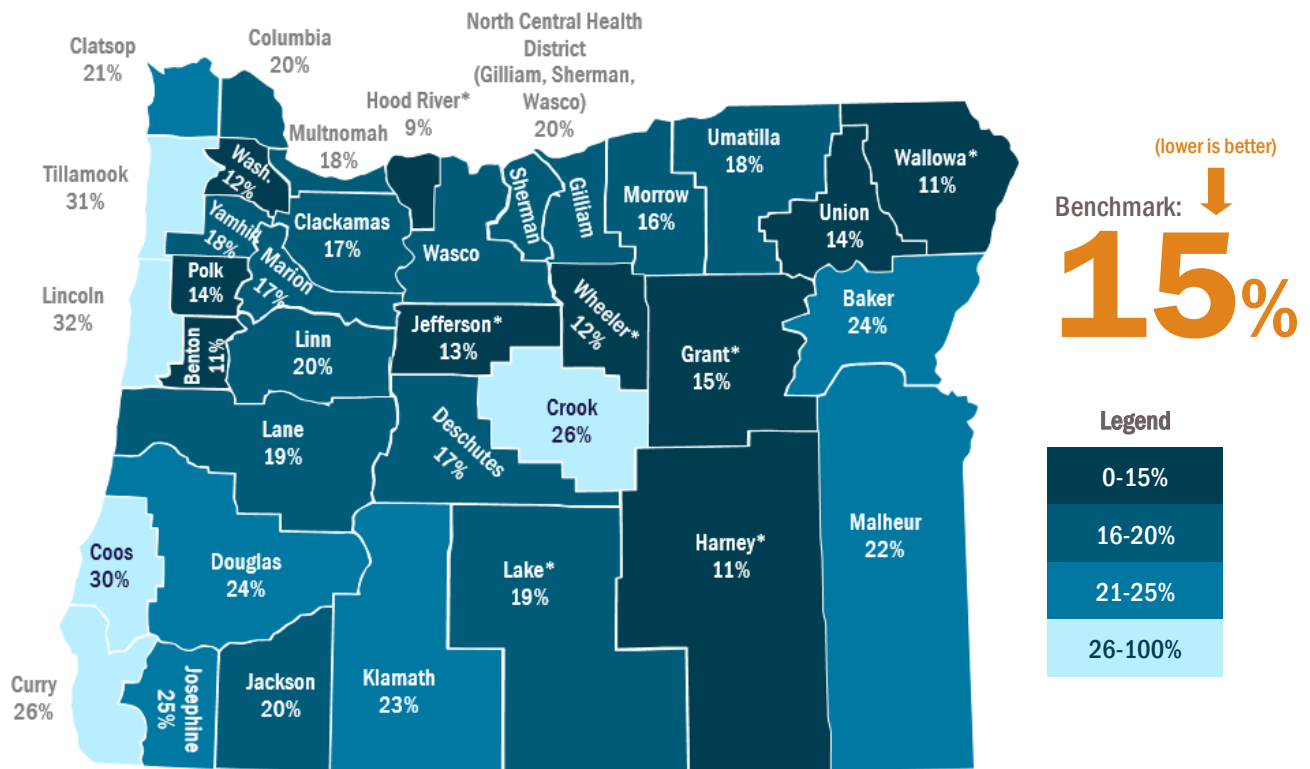 Clatsop
21%
Columbia
20%
North Central Health
District
(Gilliam, Sherman,
Wasco)
20%
Hood River*
9%
Multnomah
18%
Tillamook
31%
Wash.
12%
Yamhill
18%
Clackamas
17%
Marion
17%
Polk
14%
Lincoln
32%
Benton
11%
Linn
20%
Wasco
Sherman
Gilliam
Morrow
16%
Umatilla
18%
Union
14%
Wallowa*
11%
Baker
24%
Jefferson*
13%
Wheeler*
12%
Grant*
15%
Crook
26%
Deschutes
17%
Lane
19%
Coos
30%
Douglas
24%
Curry
26%
Josephine
25%
Jackson
20%
Klamath
23%
Lake*
19%
Harney*
11%
Malheur
22%
(lower is better)
Benchmark:
15%
Legend
0-15%
16-20%
21-25%
26-100%